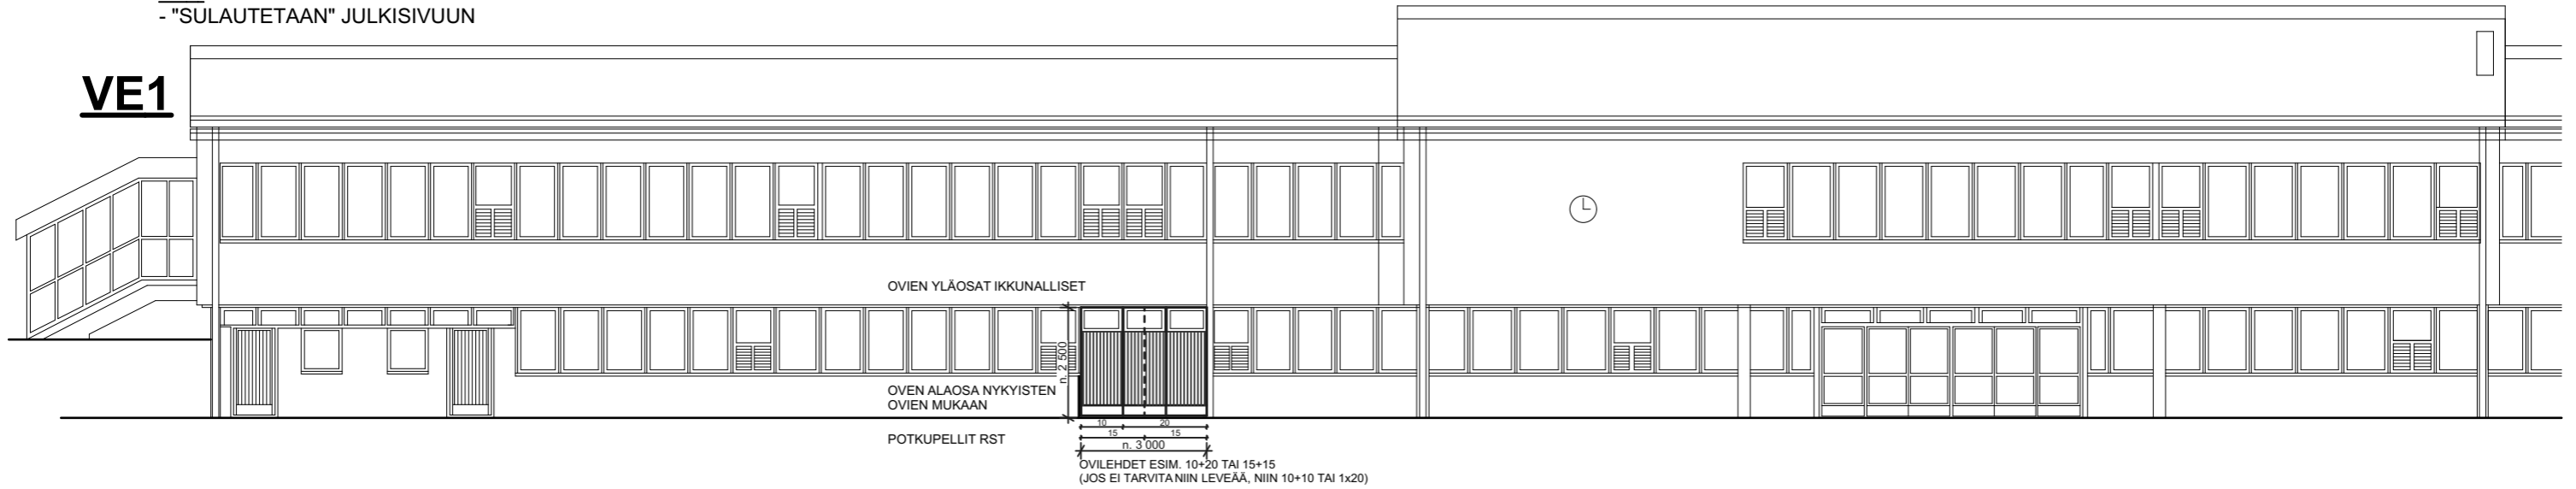 - "SULAUTETAAN" JULKISIVUUN
VE1
OVIEN YLÄOSAT IKKUNALLISET
n. 2 500
OVEN ALAOSA NYKYISTEN
OVIEN MUKAAN
POTKUPELLIT RST
10 20
15 15
n. 3 000
OVILEHDET ESIM. 10+20 TAI 15+15
(JOS EI TARVITA NIIN LEVEÄÄ, NIIN 10+10 TAI 1x20)